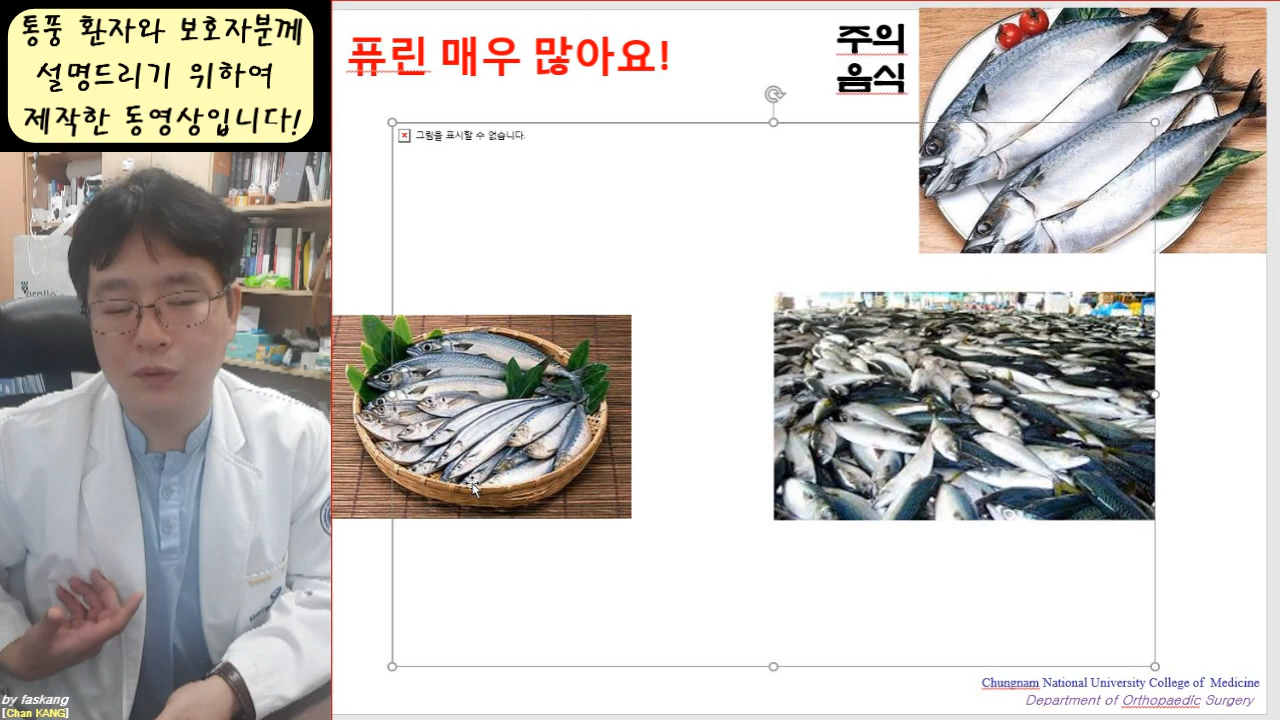 통풍 환자와 보호자분께
설명드리기 위하여
제작한 동영상입니다!
퓨린 매우 많아요!
주의
음식
그림을 표시할 수 없습니다.
by faskang
[Chan KANG]
Chungnam National University College of Medicine
Department of Orthopaedic Surgery